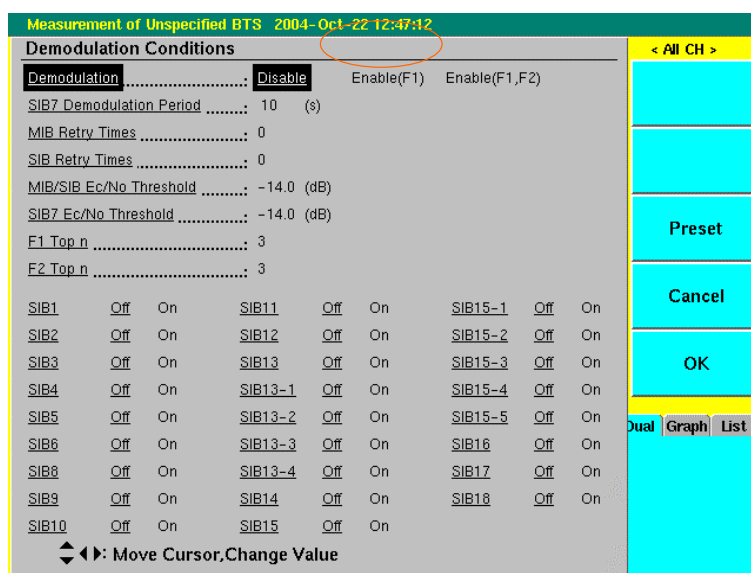 Measurement of Unspecified BTS 2004-Oct-22 12:47:12
Demodulation Conditions
Demodulation ....................: Disable Enable(F1) Enable(F1,F2)
SIB7 Demodulation Period .......: 10 (s)
MIB Retry Times ..................: 0
SIB Retry Times ..................: 0
MIB/SIB Ec/No Threshold ........: -14.0 (dB)
SIB7 Ec/No Threshold ............: -14.0 (dB)
F1 Top n ..........................: 3
F2 Top n ..........................: 3
SIB1 Off On SIB11 Off On SIB15-1 Off On
SIB2 Off On SIB12 Off On SIB15-2 Off On
SIB3 Off On SIB13 Off On SIB15-3 Off On
SIB4 Off On SIB13-1 Off On SIB15-4 Off On
SIB5 Off On SIB13-2 Off On SIB15-5 Off On
SIB6 Off On SIB13-3 Off On SIB16 Off On
SIB8 Off On SIB13-4 Off On SIB17 Off On
SIB9 Off On SIB14 Off On SIB18 Off On
SIB10 Off On SIB15 Off On
: Move Cursor,Change Value
< All CH >
Preset
Cancel
OK
Dual Graph List